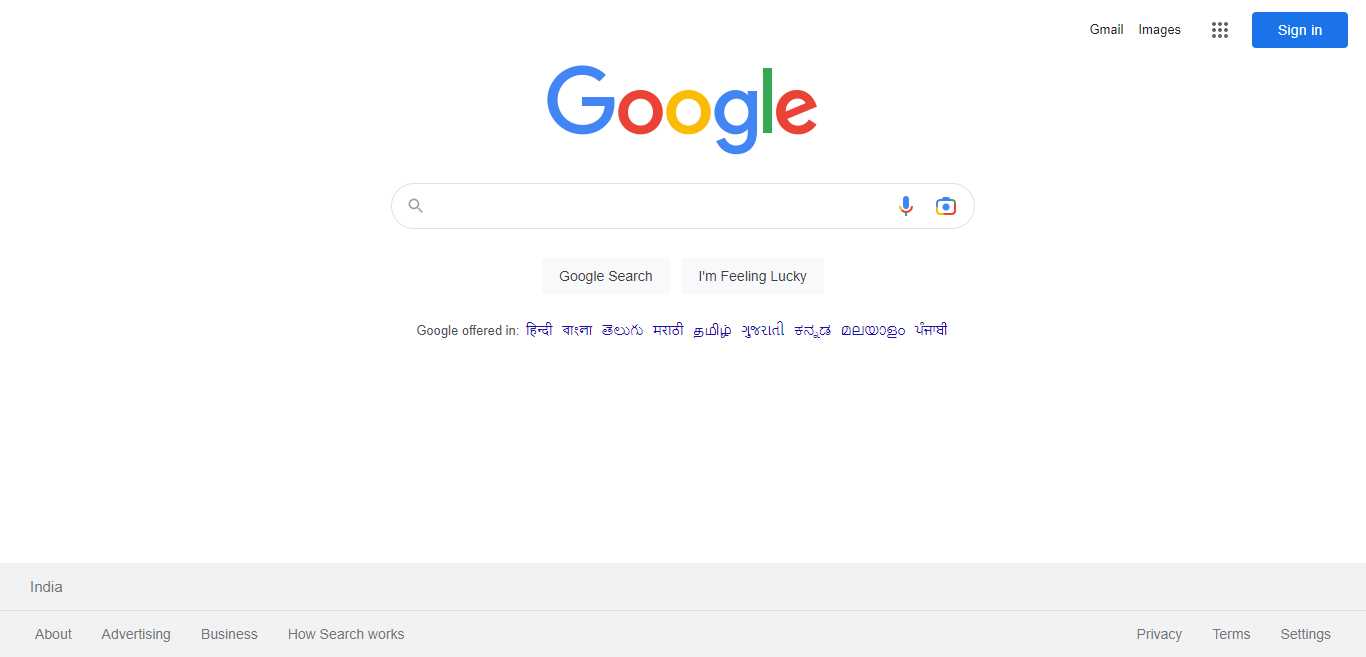 Gmail Images Sign in
Google
Google Search I'm Feeling Lucky
Google offered in: हिन्दी বাংলা తెలుగు मराठी தமிழ் ગુજરાતી ಕನ್ನಡ മലയാളം ਪੰਜਾਬੀ
India
About Advertising Business How Search works Privacy Terms Settings